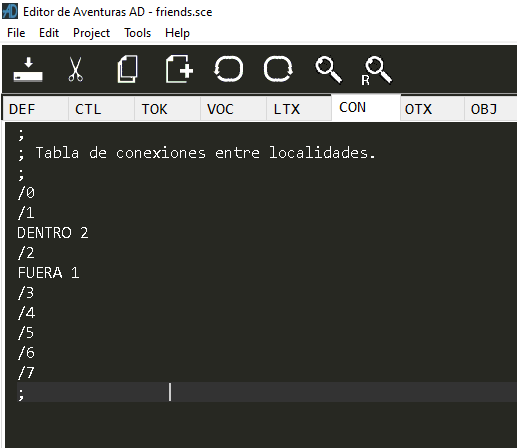 AD Editor de Aventuras AD - friends.sce
File Edit Project Tools Help
R
DEF CTL TOK VOC LTX CON OTX OBJ
;
; Tabla de conexiones entre localidades.
;
/0
/1
DENTRO 2
/2
FUERA 1
/3
/4
/5
/6
/7
;